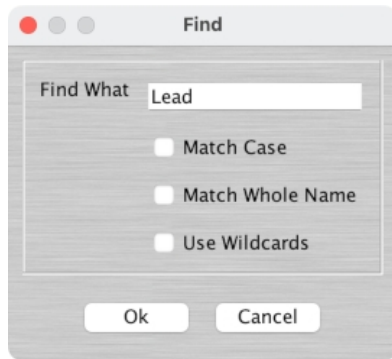 Find
Find What Lead
Match Case
Match Whole Name
Use Wildcards
Ok Cancel